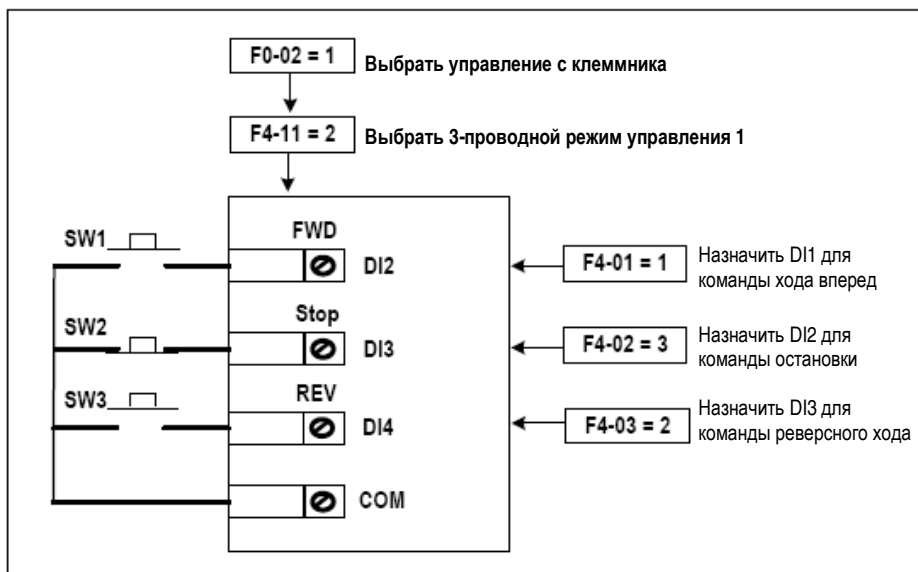 F0-02 = 1
Выбрать управление с клеммника
F4-11 = 2
Выбрать 3-проводной режим управления 1
SW1
FWD
DI2
F4-01 = 1
Назначить DI1 для
команды хода вперед
SW2
Stop
DI3
F4-02 = 3
Назначить DI2 для
команды остановки
SW3
REV
DI4
F4-03 = 2
Назначить DI3 для
команды реверсного хода
COM